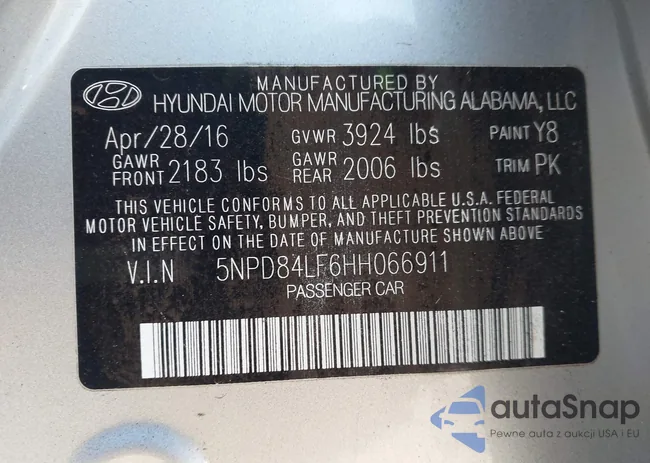 MANUFACTURED BY
HYUNDAI MOTOR MANUFACTURING ALABAMA, LLC
Apr/28/16 GVWR 3924 lbs PAINT Y8
GAWR FRONT 2183 lbs GAWR REAR 2006 lbs TRIM PK
THIS VEHICLE CONFORMS TO ALL APPLICABLE U.S.A. FEDERAL
MOTOR VEHICLE SAFETY, BUMPER, AND THEFT PREVENTION STANDARDS
IN EFFECT ON THE DATE OF MANUFACTURE SHOWN ABOVE
V.I.N 5NPD84LF6HH066911
PASSENGER CAR
autoSnap
Pewne auta z aukcji USA i EU